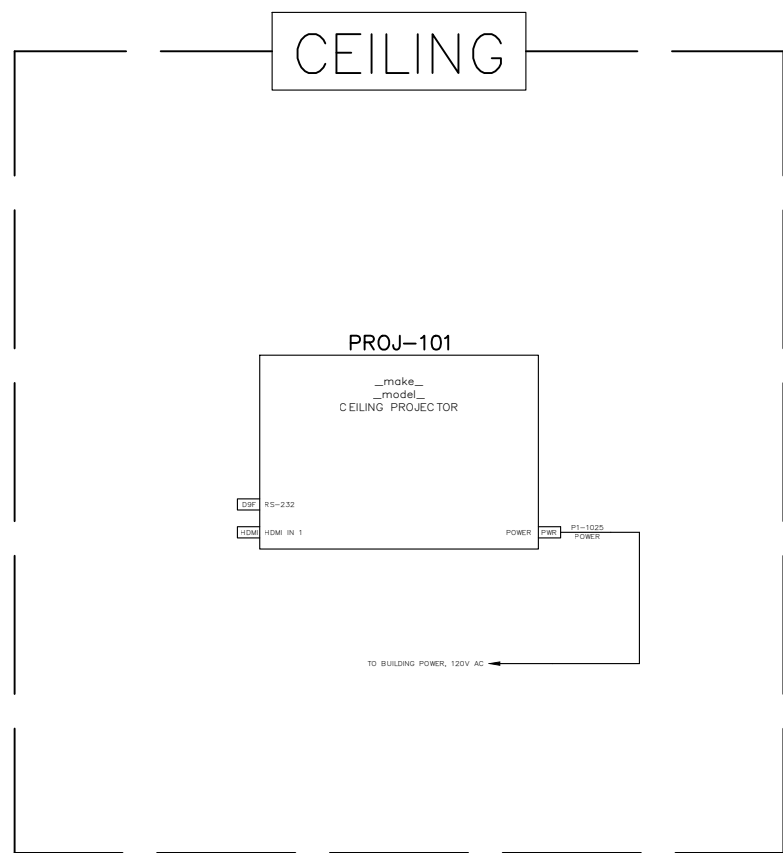 CEILING
PROJ-101
_make_
_model_
CEILING PROJECTOR
D9F RS-232
HDMI HDMI IN 1
POWER PWR P1-1025
POWER
TO BUILDING POWER, 120V AC